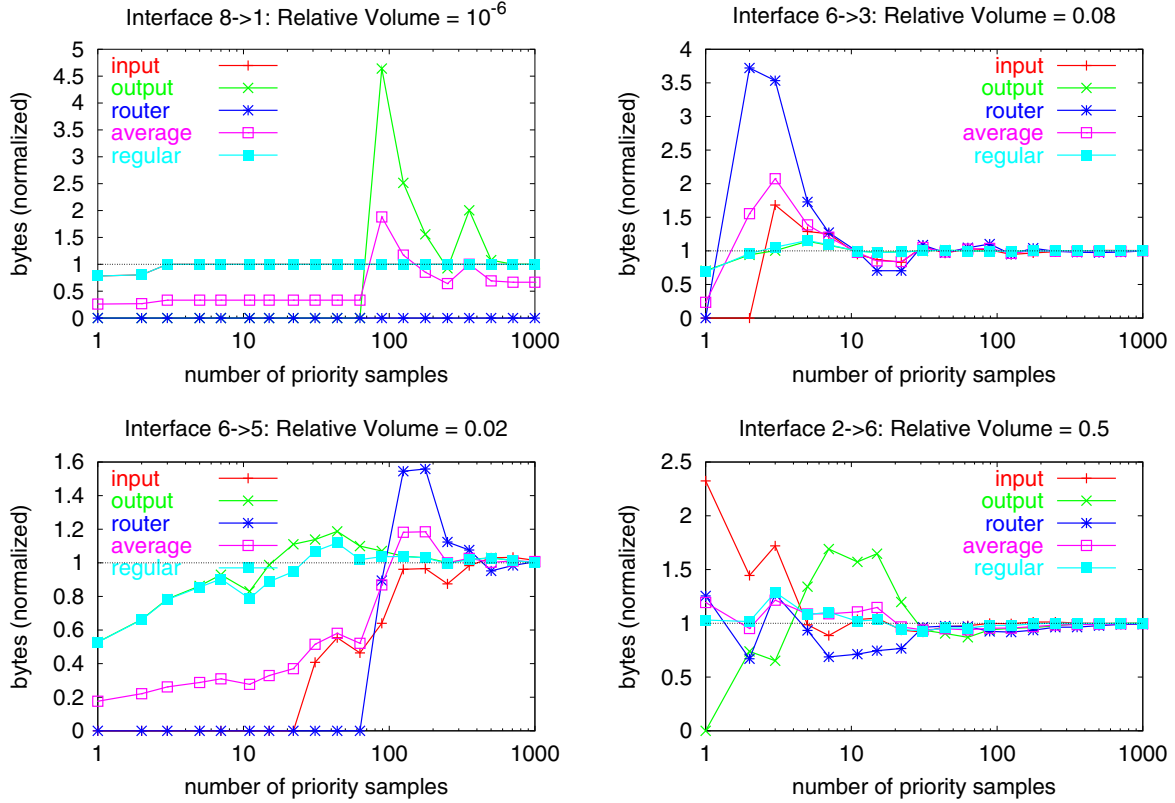 Interface 8->1: Relative Volume = 10-6
5
4.5
4
3.5
3
2.5
2
1.5
1
0.5
0
bytes (normalized)
input
output
router
average
regular
1
10
100
1000
number of priority samples
Interface 6->3: Relative Volume = 0.08
4
3.5
3
2.5
2
1.5
1
0.5
0
bytes (normalized)
input
output
router
average
regular
1
10
100
1000
number of priority samples
Interface 6->5: Relative Volume = 0.02
1.6
1.4
1.2
1
0.8
0.6
0.4
0.2
0
bytes (normalized)
input
output
router
average
regular
1
10
100
1000
number of priority samples
Interface 2->6: Relative Volume = 0.5
2.5
2
1.5
1
0.5
0
bytes (normalized)
input
output
router
average
regular
1
10
100
1000
number of priority samples